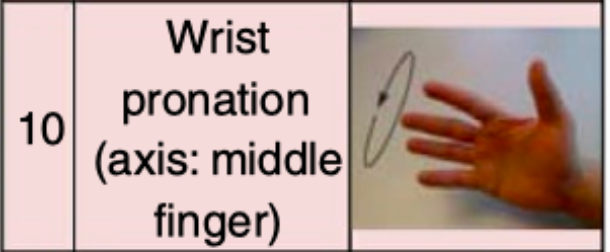 10
Wrist
pronation
(axis: middle
finger)